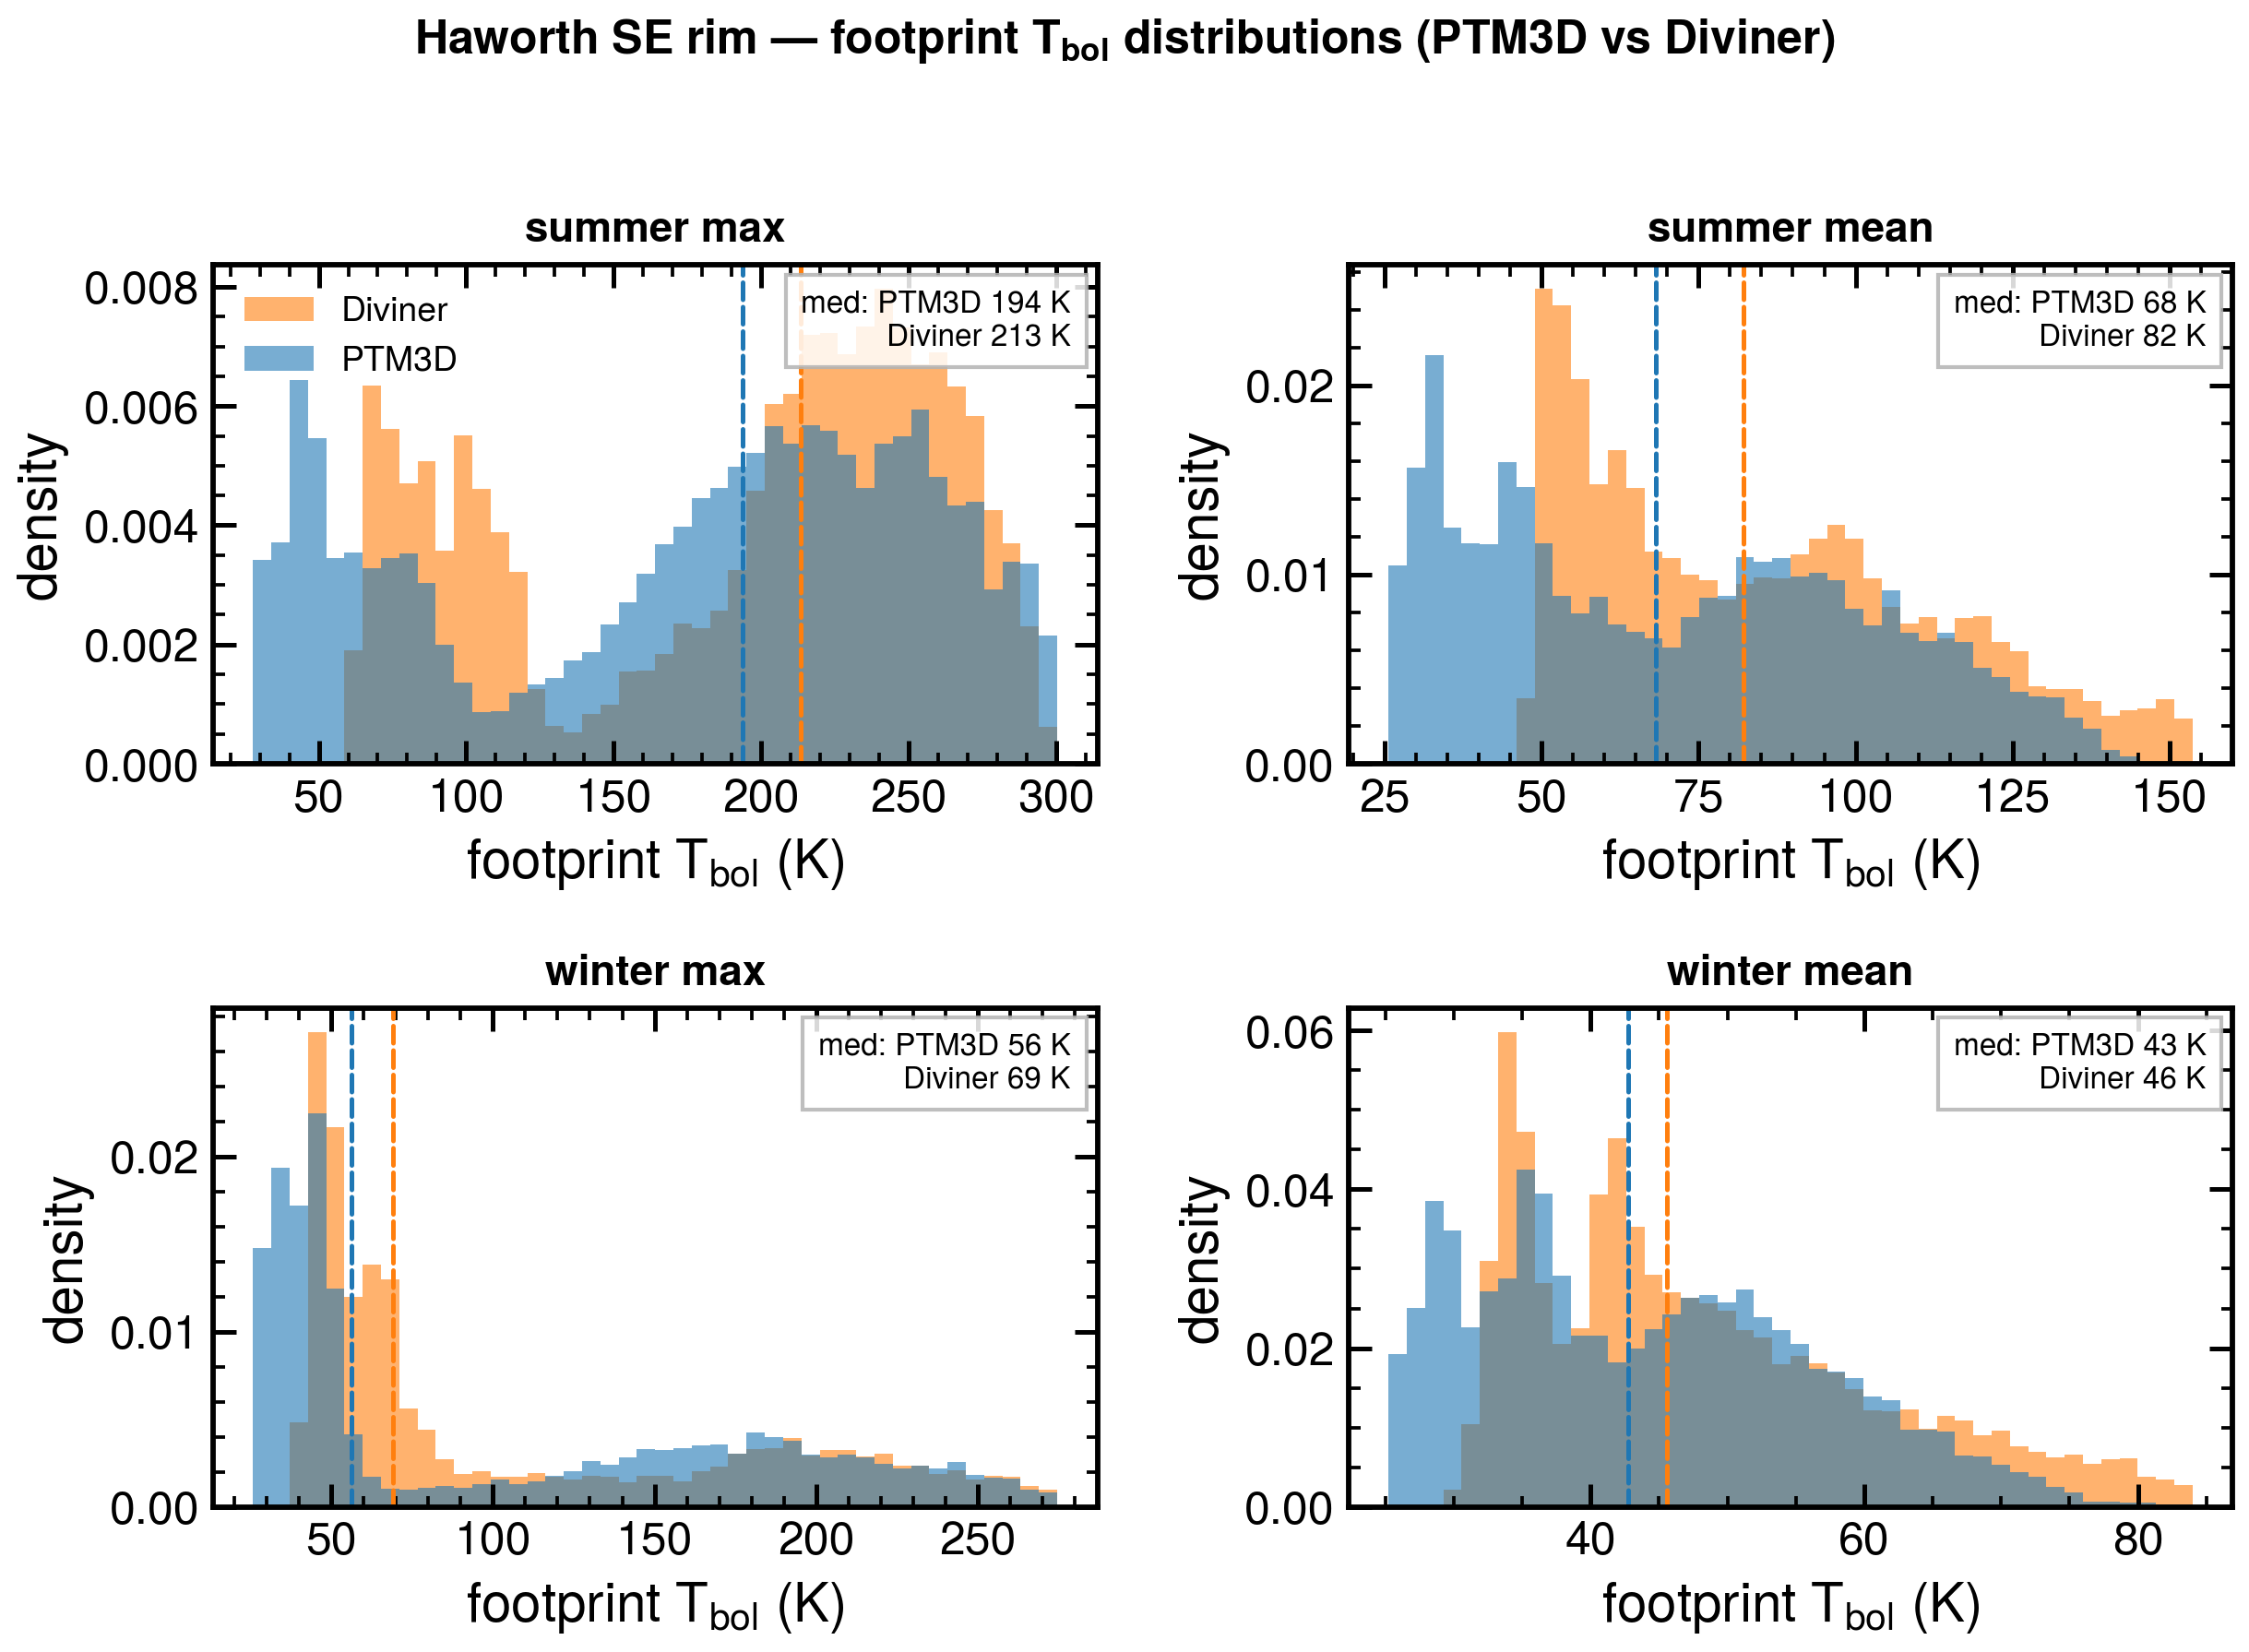 Haworth SE rim — footprint T_bol distributions (PTM3D vs Diviner)
summer max
0.008
0.006
0.004
0.002
0.000
density
Diviner
PTM3D
med: PTM3D 194 K
Diviner 213 K
50 100 150 200 250 300
footprint T_bol (K)
summer mean
0.02
0.01
0.00
density
med: PTM3D 68 K
Diviner 82 K
25 50 75 100 125 150
footprint T_bol (K)
winter max
0.02
0.01
0.00
density
med: PTM3D 56 K
Diviner 69 K
50 100 150 200 250
footprint T_bol (K)
winter mean
0.06
0.04
0.02
0.00
density
med: PTM3D 43 K
Diviner 46 K
40 60 80
footprint T_bol (K)